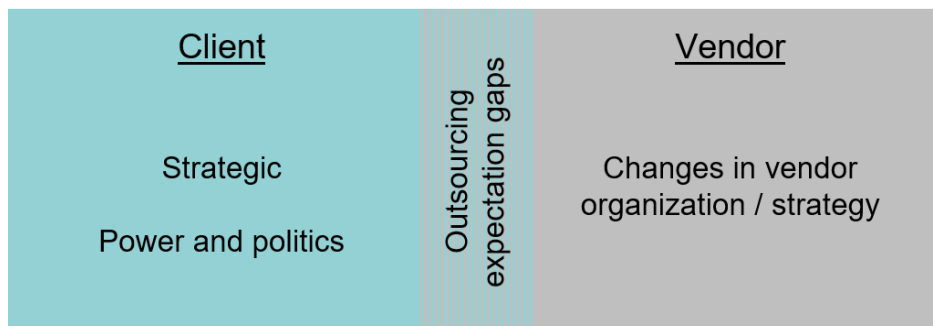 Client
Strategic
Power and politics
Outsourcing
expectation gaps
Vendor
Changes in vendor
organization / strategy